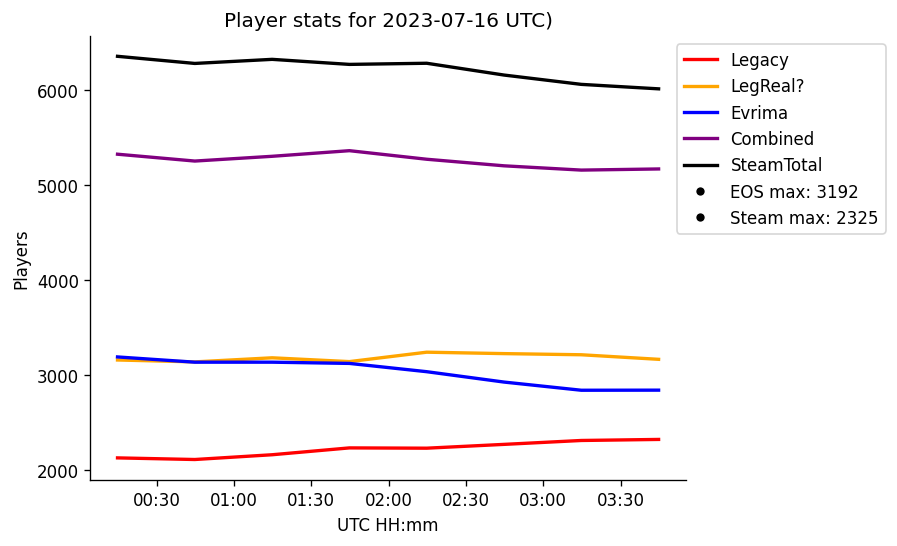 Player stats for 2023-07-16 UTC)
Players
6000
5000
4000
3000
2000
00:30 01:00 01:30 02:00 02:30 03:00 03:30
UTC HH:mm
Legacy
LegReal?
Evrima
Combined
SteamTotal
EOS max: 3192
Steam max: 2325